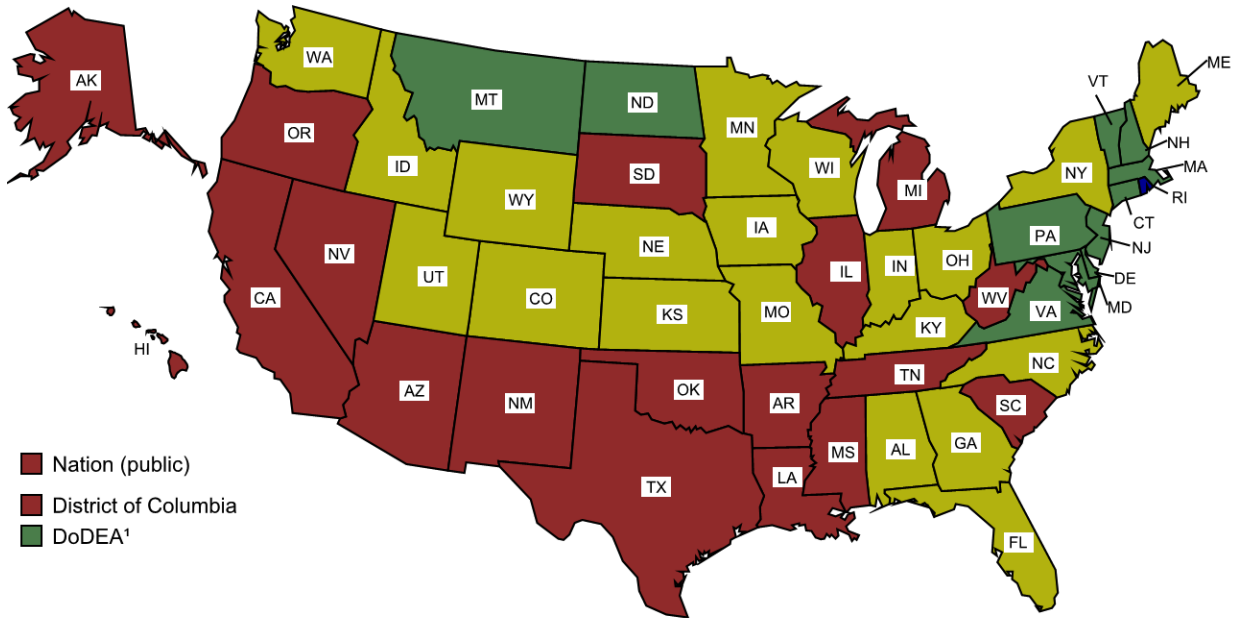 AK
WA
MT
ND
MN
VT
ME
OR
ID
SD
WI
MI
NY
NH
MA
RI
CT
WY
IA
PA
NJ
NV
NE
IL
IN
OH
DE
CA
UT
CO
KS
MO
WV
VA
MD
HI
KY
AZ
NM
OK
AR
TN
NC
SC
MS
AL
GA
TX
LA
FL
Nation (public)
District of Columbia
DoDEA¹